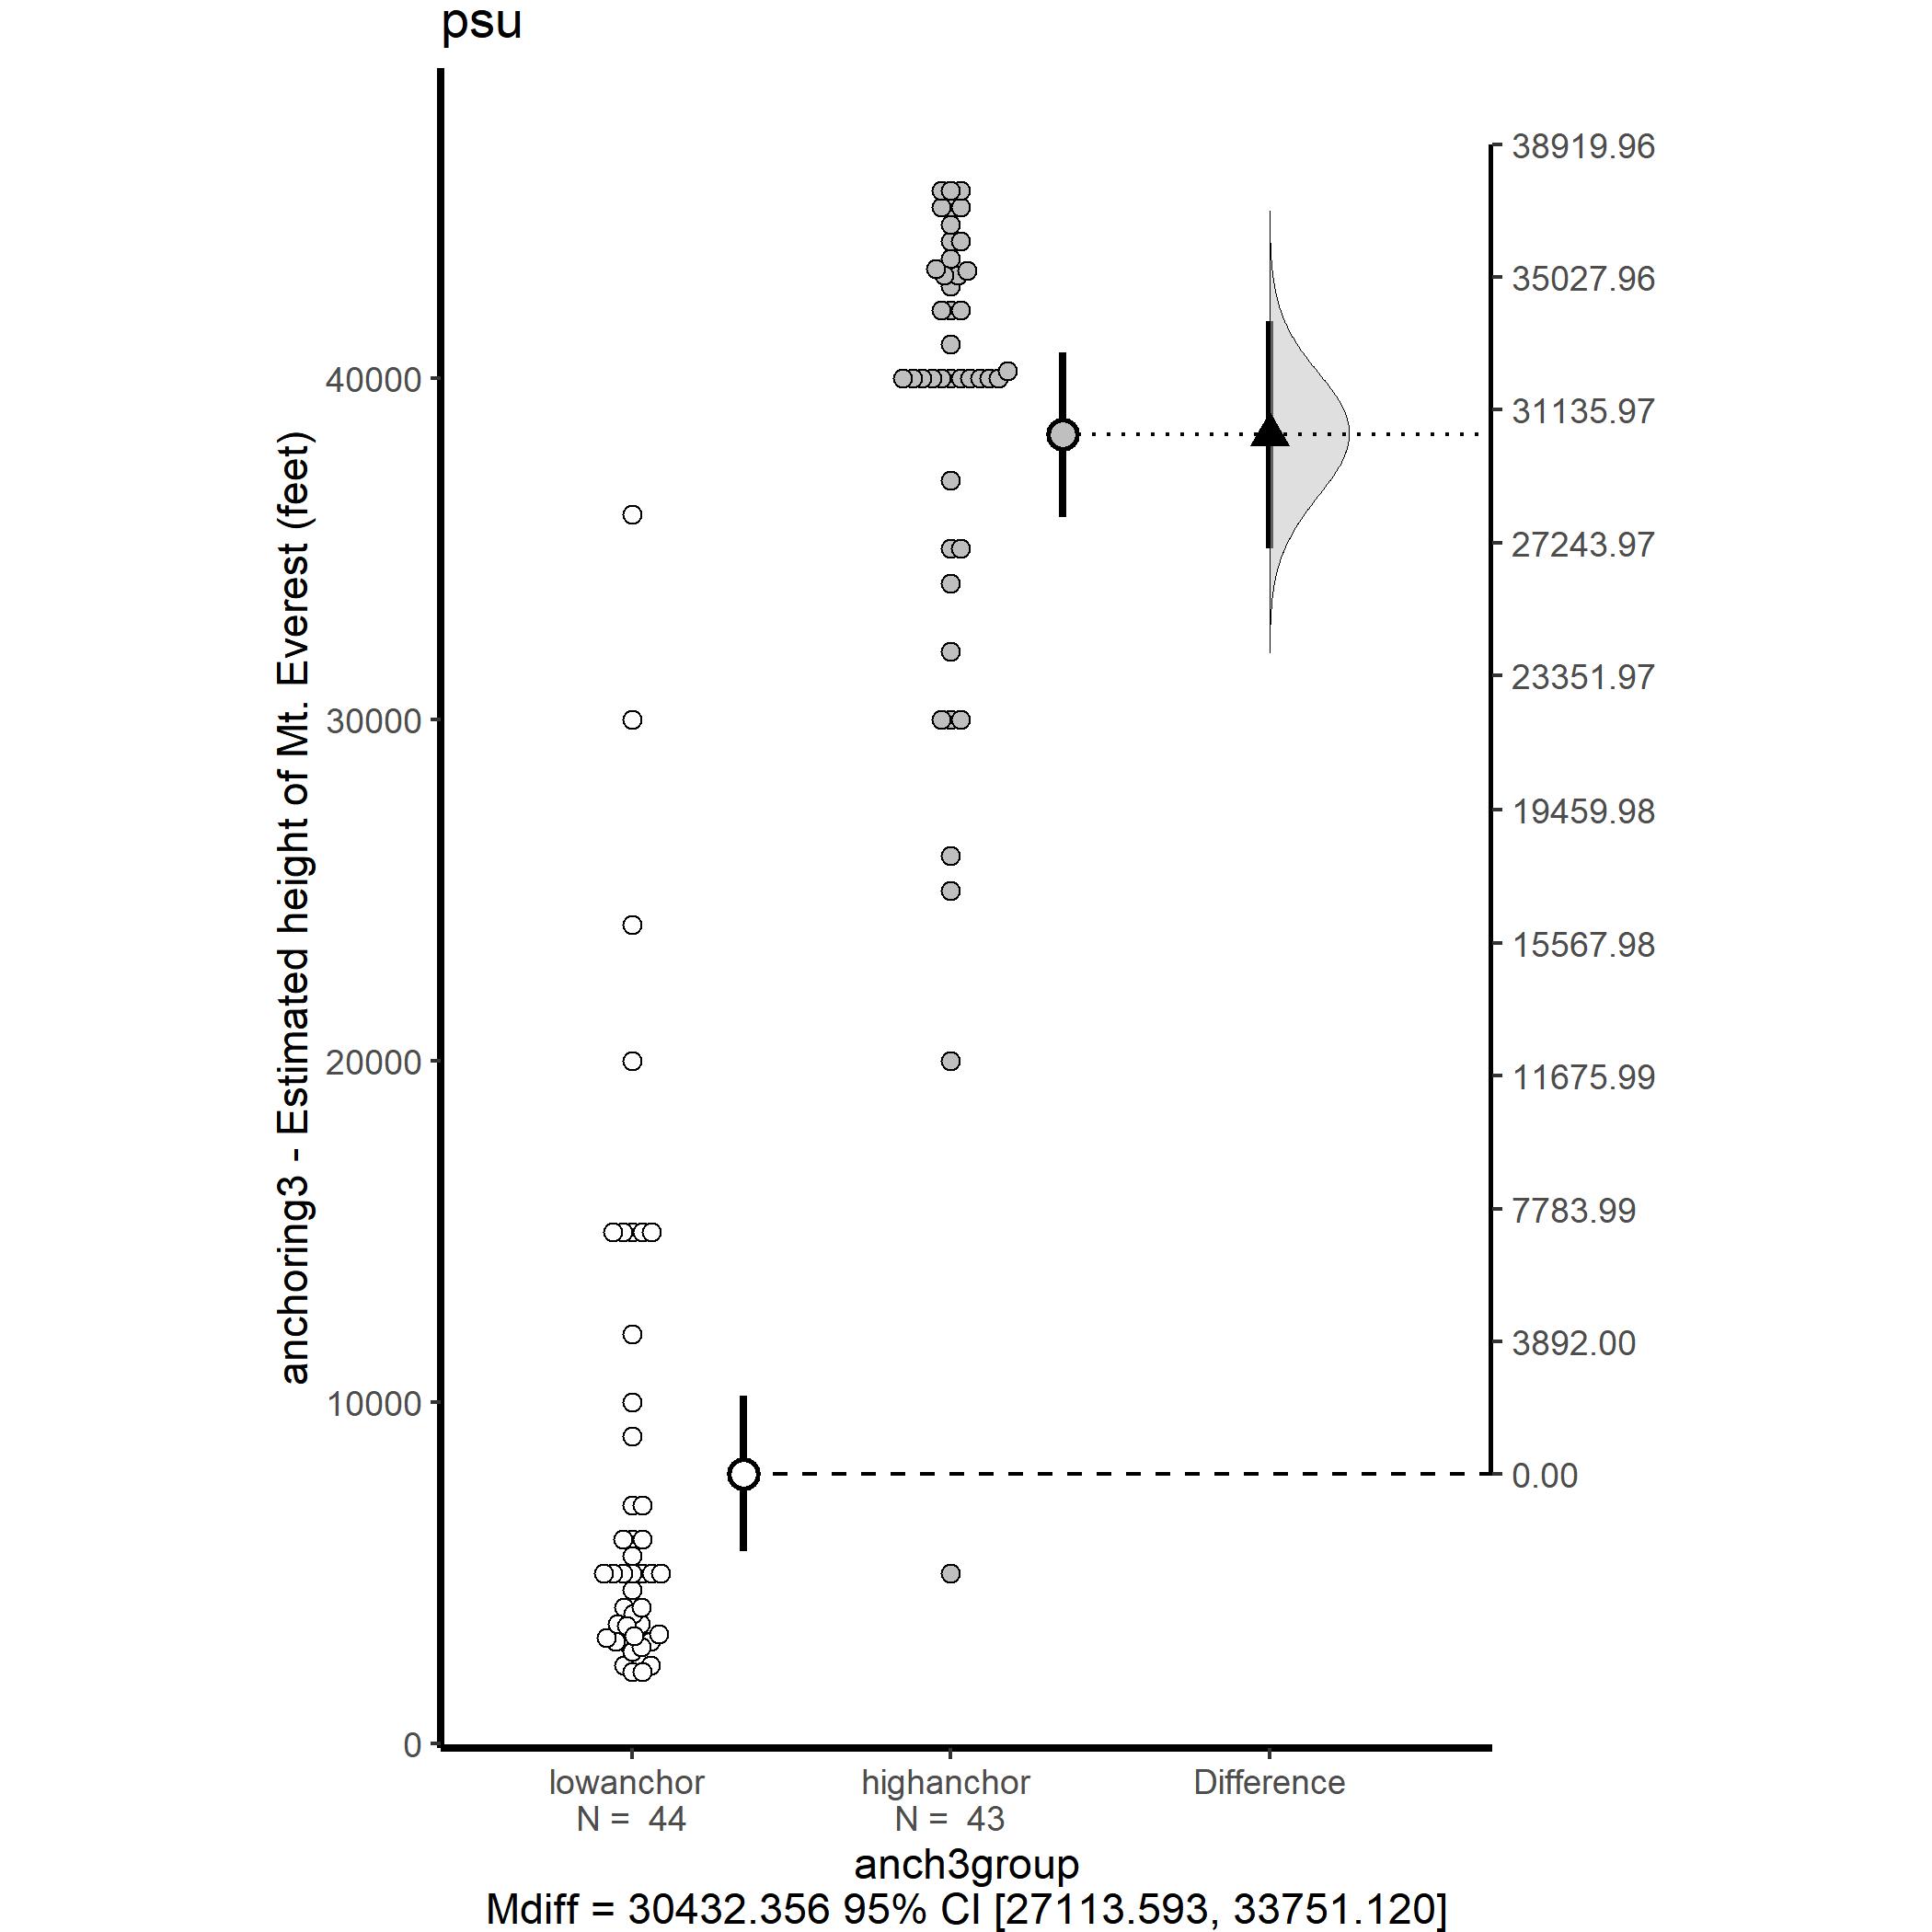 psu
anchoring3 - Estimated height of Mt. Everest (feet)
40000
30000
20000
10000
0
38919.96
35027.96
31135.97
27243.97
23351.97
19459.98
15567.98
11675.99
7783.99
3892.00
0.00
lowanchor
N = 44
highanchor
N = 43
Difference
anch3group
Mdiff = 30432.356 95% CI [27113.593, 33751.120]